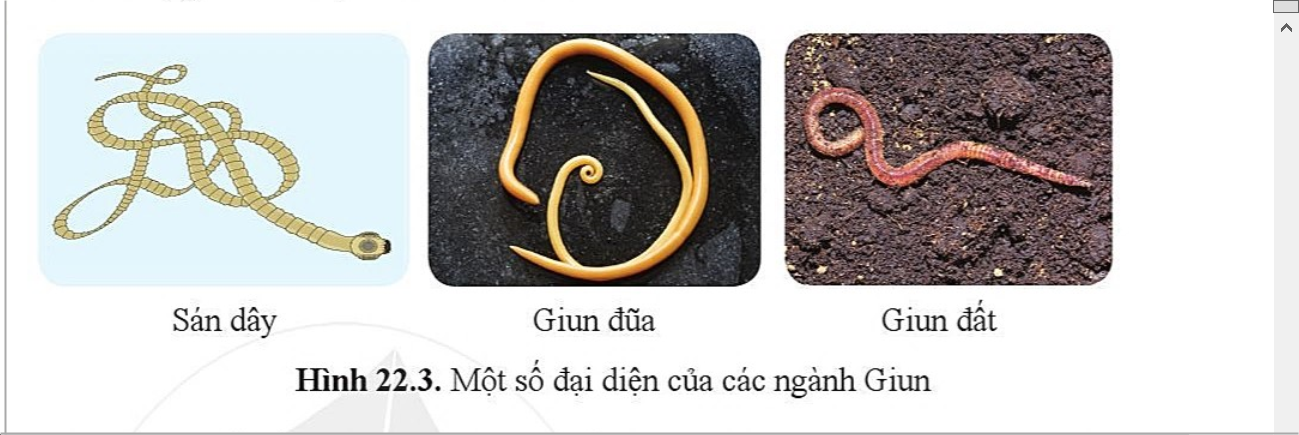 Sán dây
Giun đũa
Giun đất
Hình 22.3. Một số đại diện của các ngành Giun